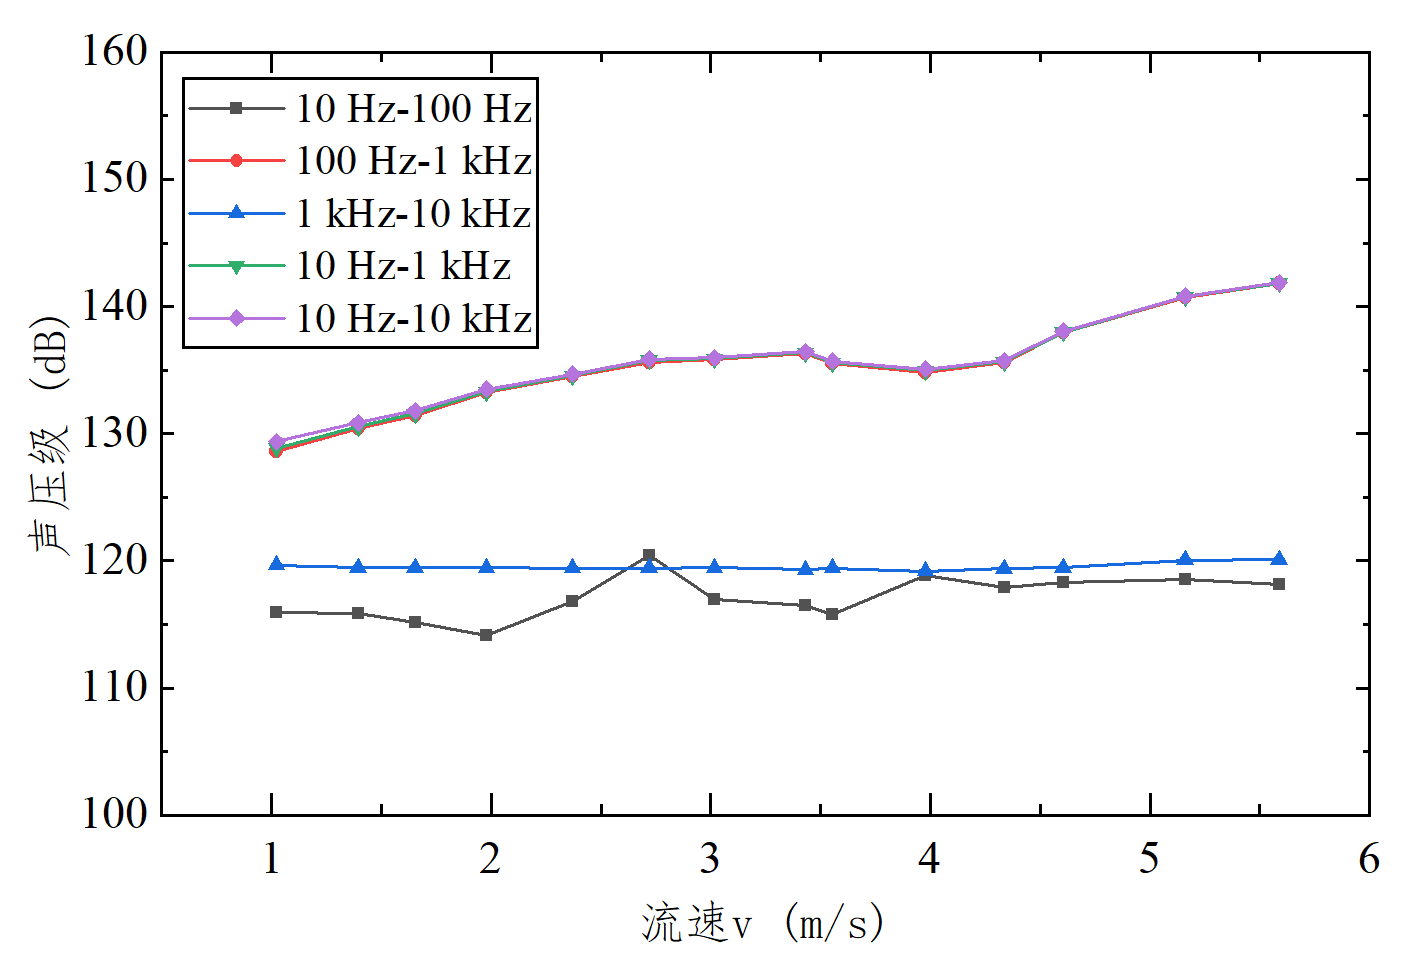 160
150
140
130
120
110
100
声压级 (dB)
10 Hz-100 Hz
100 Hz-1 kHz
1 kHz-10 kHz
10 Hz-1 kHz
10 Hz-10 kHz
1 2 3 4 5 6
流速v (m/s)